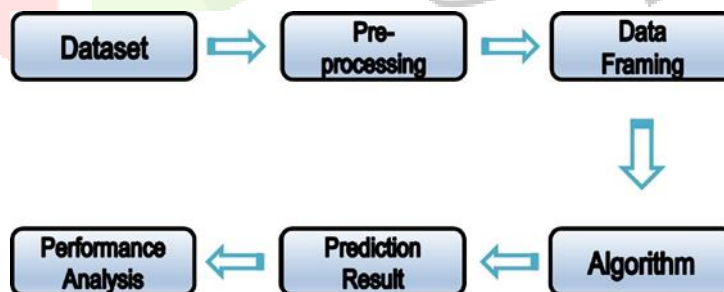 Dataset
Pre-
processing
Data
Framing
Algorithm
Prediction
Result
Performance
Analysis